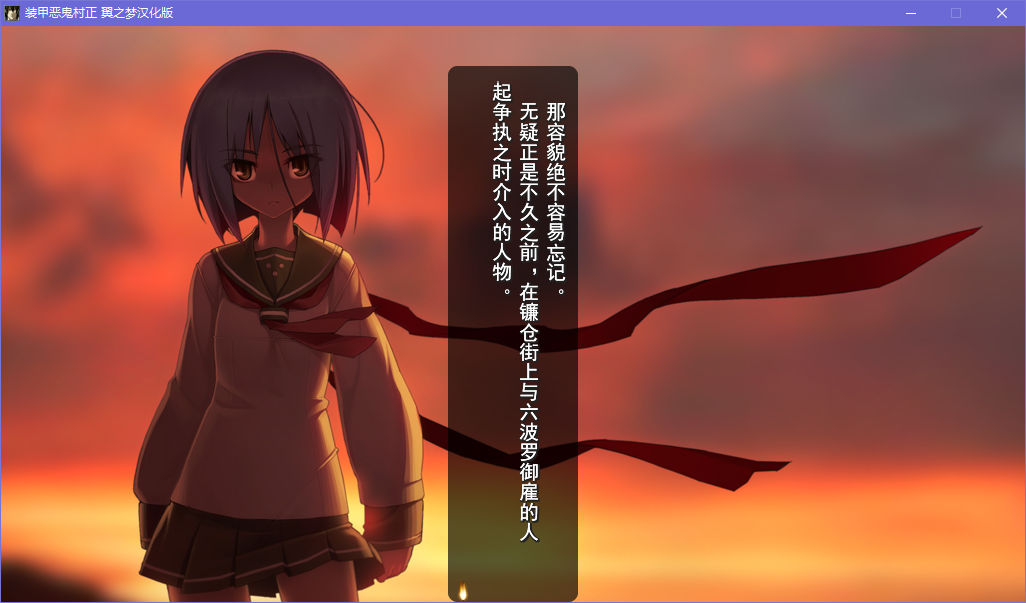 装甲恶鬼村正 翼之梦汉化版
那容貌绝不容易忘记。
无疑正是不久之前，在镰仓街上与六波罗御雇的人
起争执之时介入的人物。